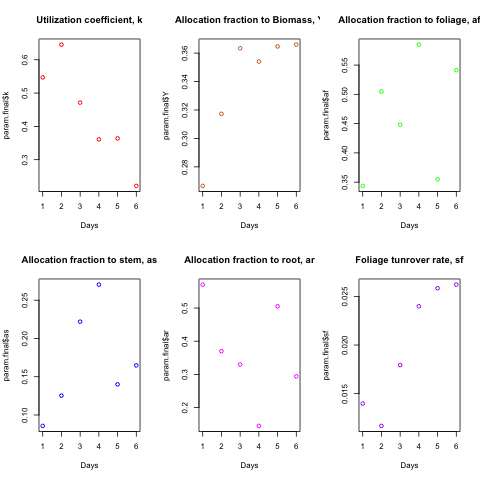 Utilization coefficient, k
param.final$k
0.3 0.4 0.5 0.6
1 2 3 4 5 6
Days
Allocation fraction to Biomass, Y
param.final$Y
0.28 0.30 0.32 0.34 0.36
1 2 3 4 5 6
Days
Allocation fraction to foliage, af
param.final$af
0.35 0.40 0.45 0.50 0.55
1 2 3 4 5 6
Days
Allocation fraction to stem, as
param.final$as
0.10 0.15 0.20 0.25
1 2 3 4 5 6
Days
Allocation fraction to root, ar
param.final$ar
0.2 0.3 0.4 0.5
1 2 3 4 5 6
Days
Foliage tunrover rate, sf
param.final$sf
0.015 0.020 0.025
1 2 3 4 5 6
Days